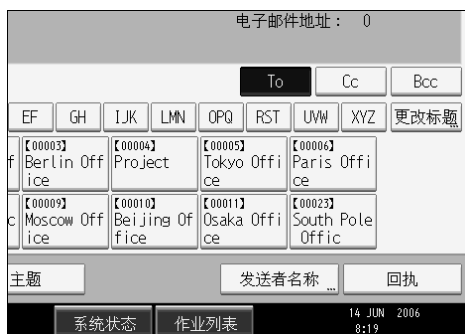 电子邮件地址： 0
To Cc Bcc
EF GH IJK LMN OPQ RST UVW XYZ 更改标题
【00003】 【00004】 【00005】 【00006】
f Berlin Off Project Tokyo Offi Paris Offi
ice ce ce
【00009】 【00010】 【00011】 【00023】
c Moscow Off Beijing Of Osaka Offi South Pole
ice fice ce Offic
主题 发送者名称 回执
系统状态 作业列表 14 JUN 2006
8:19